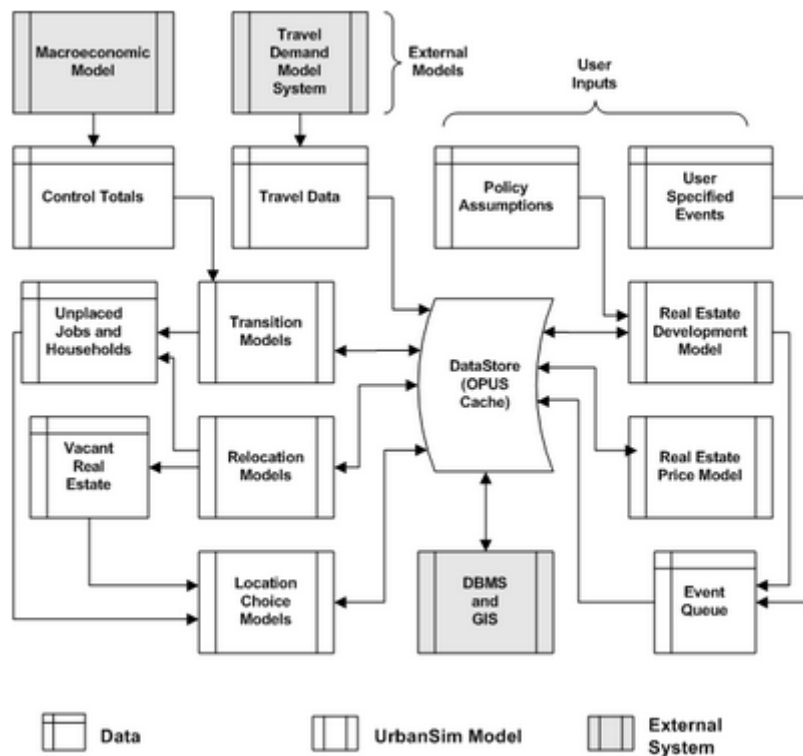 Macroeconomic
Model
Travel
Demand
Model
System
External
Models
User
Inputs
Control Totals
Travel Data
Policy
Assumptions
User
Specified
Events
Unplaced
Jobs and
Households
Transition
Models
DataStore
(OPUS
Cache)
Real Estate
Development
Model
Vacant
Real
Estate
Relocation
Models
Real Estate
Price Model
Location
Choice
Models
DBMS
and
GIS
Event
Queue
Data
UrbanSim Model
External
System